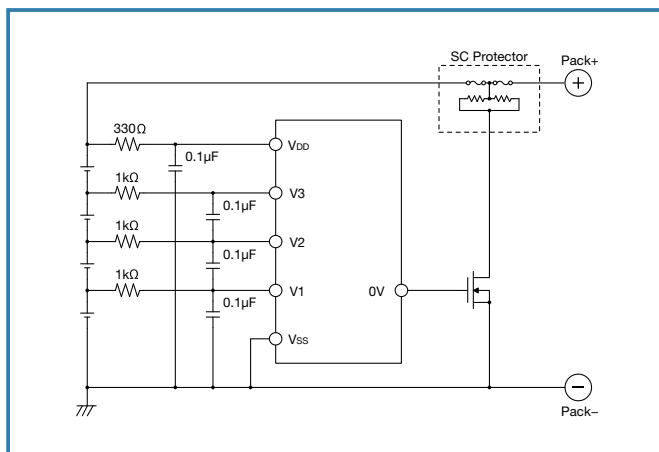 SC Protector
Pack+
330Ω
VDD
0.1µF
1kΩ
V3
0.1µF
1kΩ
V2
0.1µF
1kΩ
V1
0V
0.1µF
VSS
Pack−